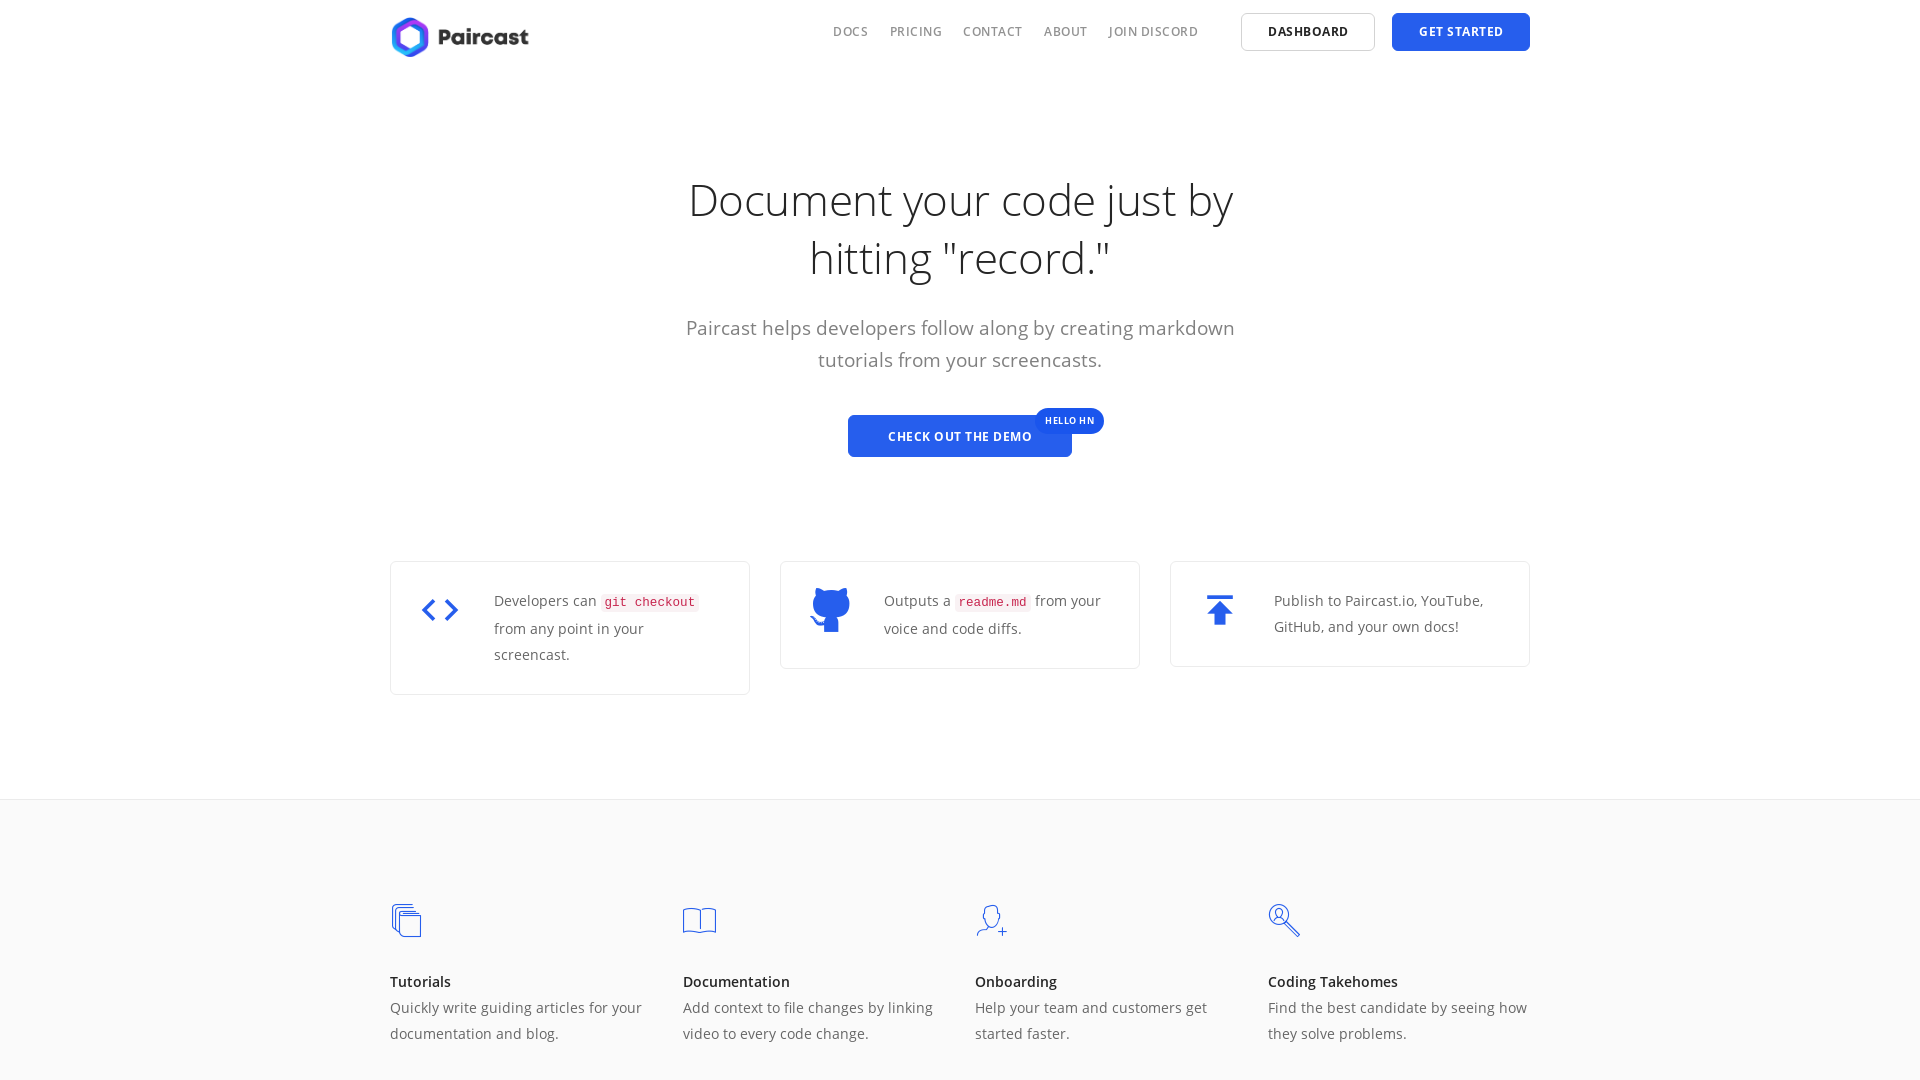 Paircast
DOCS PRICING CONTACT ABOUT JOIN DISCORD DASHBOARD GET STARTED
Document your code just by
hitting "record."
Paircast helps developers follow along by creating markdown
tutorials from your screencasts.
HELLO HN
CHECK OUT THE DEMO
Developers can git checkout
from any point in your
screencast.
Outputs a readme.md from your
voice and code diffs.
Publish to Paircast.io, YouTube,
GitHub, and your own docs!
Tutorials
Quickly write guiding articles for your
documentation and blog.
Documentation
Add context to file changes by linking
video to every code change.
Onboarding
Help your team and customers get
started faster.
Coding Takehomes
Find the best candidate by seeing how
they solve problems.